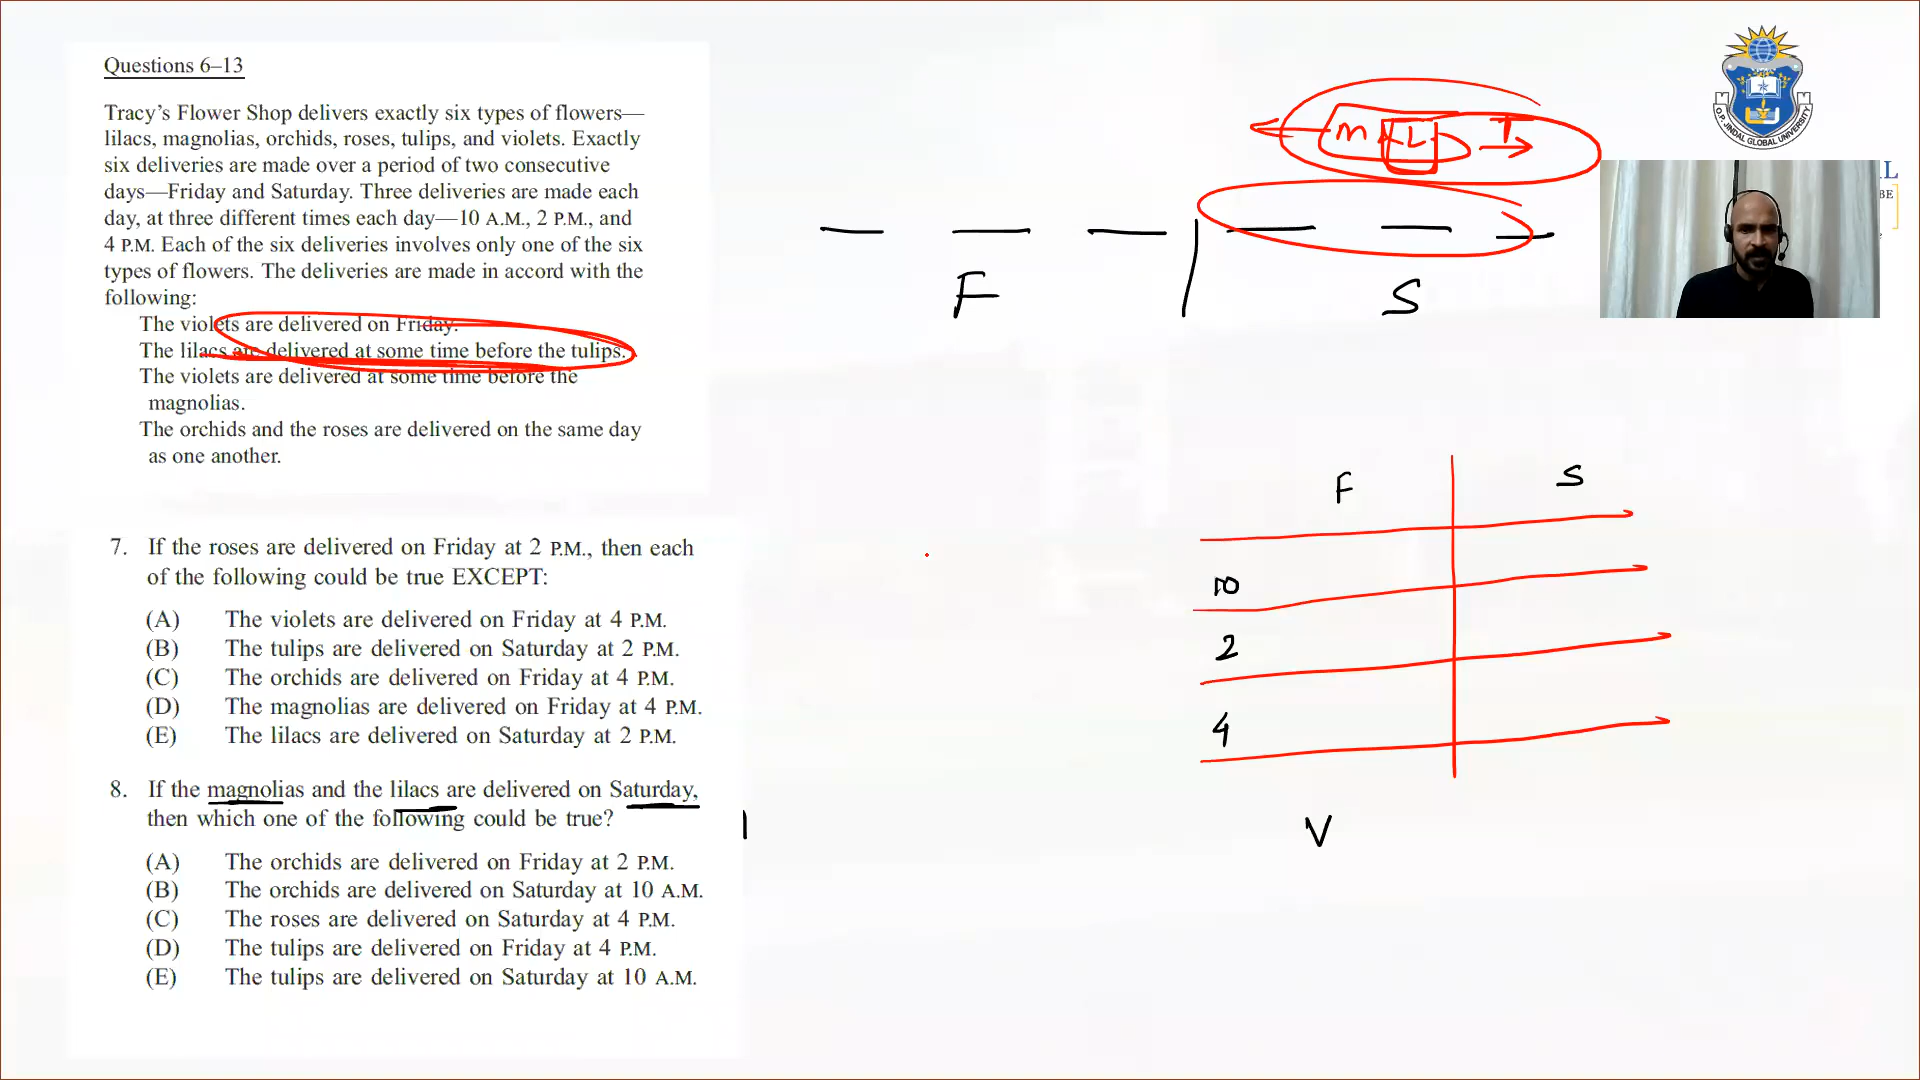 Questions 6–13
Tracy's Flower Shop delivers exactly six types of flowers—
lilacs, magnolias, orchids, roses, tulips, and violets. Exactly
six deliveries are made over a period of two consecutive
days—Friday and Saturday. Three deliveries are made each
day, at three different times each day—10 A.M., 2 P.M., and
4 P.M. Each of the six deliveries involves only one of the six
types of flowers. The deliveries are made in accord with the
following:
The violets are delivered on Friday.
The lilacs are delivered at some time before the tulips.
The violets are delivered at some time before the
magnolias.
The orchids and the roses are delivered on the same day
as one another.
7. If the roses are delivered on Friday at 2 P.M., then each
of the following could be true EXCEPT:
(A) The violets are delivered on Friday at 4 P.M.
(B) The tulips are delivered on Saturday at 2 P.M.
(C) The orchids are delivered on Friday at 4 P.M.
(D) The magnolias are delivered on Friday at 4 P.M.
(E) The lilacs are delivered on Saturday at 2 P.M.
8. If the magnolias and the lilacs are delivered on Saturday,
then which one of the following could be true?
(A) The orchids are delivered on Friday at 2 P.M.
(B) The orchids are delivered on Saturday at 10 A.M.
(C) The roses are delivered on Saturday at 4 P.M.
(D) The tulips are delivered on Friday at 4 P.M.
(E) The tulips are delivered on Saturday at 10 A.M.
M L T
F S
F S
10
2
4
V
O.P. JINDAL GLOBAL UNIVERSITY